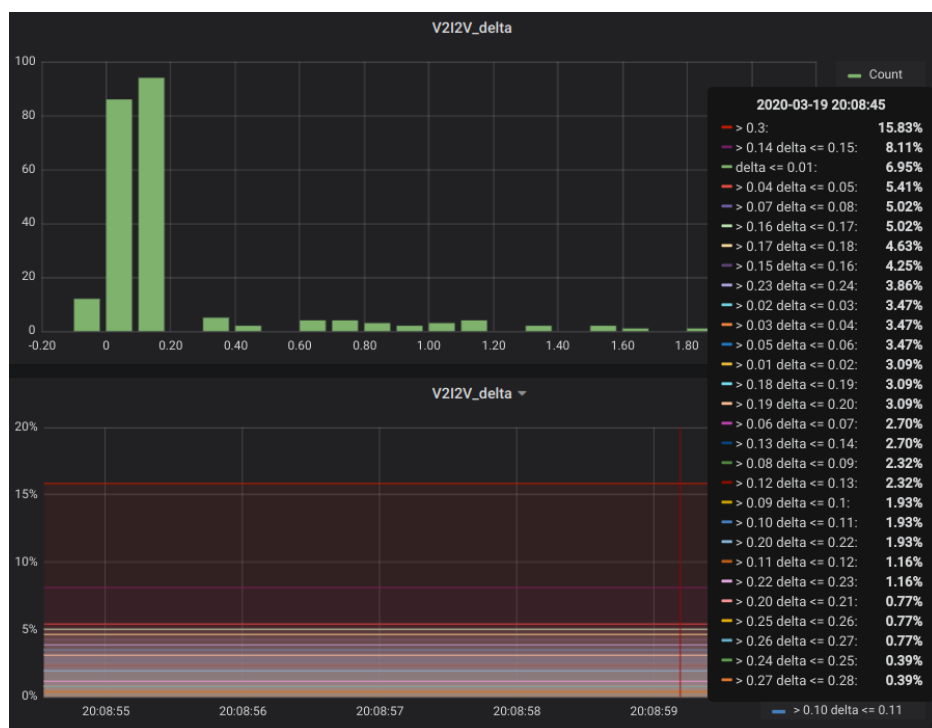 V2I2V_delta
100
80
60
40
20
0
-0.20 0 0.20 0.40 0.60 0.80 1.00 1.20 1.40 1.60 1.80
Count
2020-03-19 20:08:45
> 0.3: 15.83%
> 0.14 delta <= 0.15: 8.11%
delta <= 0.01: 6.95%
> 0.04 delta <= 0.05: 5.41%
> 0.07 delta <= 0.08: 5.02%
> 0.16 delta <= 0.17: 5.02%
> 0.17 delta <= 0.18: 4.63%
> 0.15 delta <= 0.16: 4.25%
> 0.23 delta <= 0.24: 3.86%
> 0.02 delta <= 0.03: 3.47%
> 0.03 delta <= 0.04: 3.47%
> 0.05 delta <= 0.06: 3.47%
> 0.01 delta <= 0.02: 3.09%
> 0.18 delta <= 0.19: 3.09%
> 0.19 delta <= 0.20: 3.09%
> 0.06 delta <= 0.07: 2.70%
> 0.13 delta <= 0.14: 2.70%
> 0.08 delta <= 0.09: 2.32%
> 0.12 delta <= 0.13: 2.32%
> 0.09 delta <= 0.1: 1.93%
> 0.10 delta <= 0.11: 1.93%
> 0.20 delta <= 0.22: 1.93%
> 0.11 delta <= 0.12: 1.16%
> 0.22 delta <= 0.23: 1.16%
> 0.20 delta <= 0.21: 0.77%
> 0.25 delta <= 0.26: 0.77%
> 0.26 delta <= 0.27: 0.77%
> 0.24 delta <= 0.25: 0.39%
> 0.27 delta <= 0.28: 0.39%
V2I2V_delta
20%
15%
10%
5%
0%
20:08:55 20:08:56 20:08:57 20:08:58 20:08:59
> 0.10 delta <= 0.11